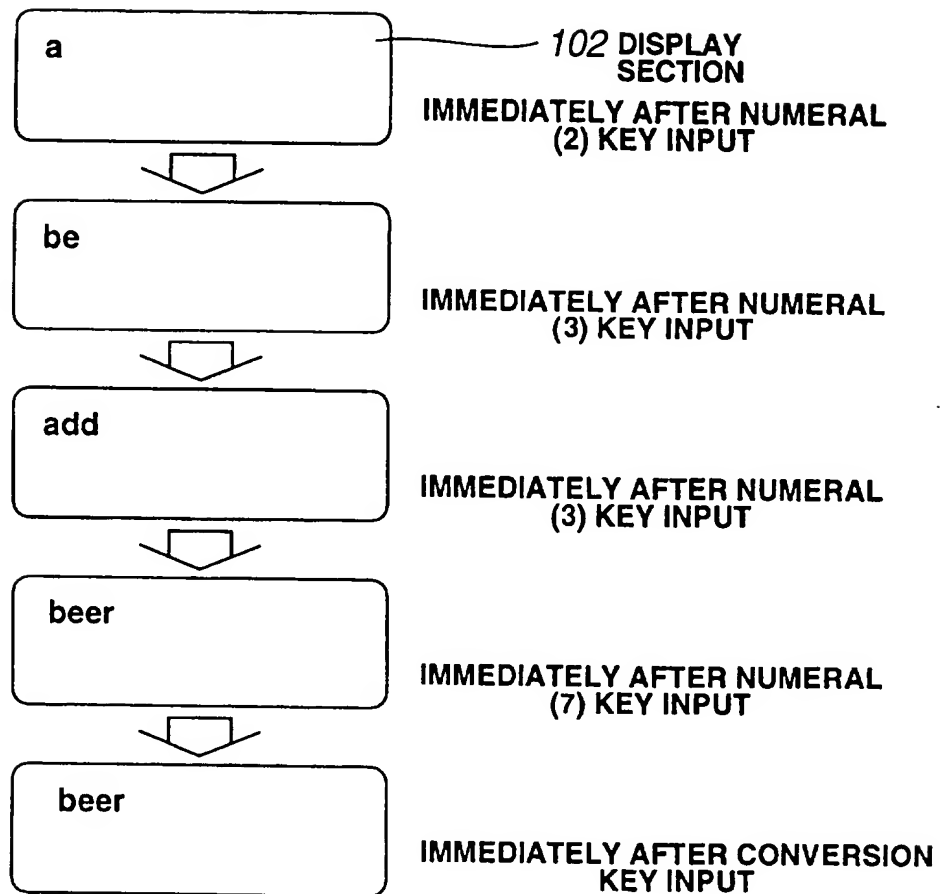 a
102 DISPLAY
SECTION
IMMEDIATELY AFTER NUMERAL
(2) KEY INPUT
be
IMMEDIATELY AFTER NUMERAL
(3) KEY INPUT
add
IMMEDIATELY AFTER NUMERAL
(3) KEY INPUT
beer
IMMEDIATELY AFTER NUMERAL
(7) KEY INPUT
beer
IMMEDIATELY AFTER CONVERSION
KEY INPUT